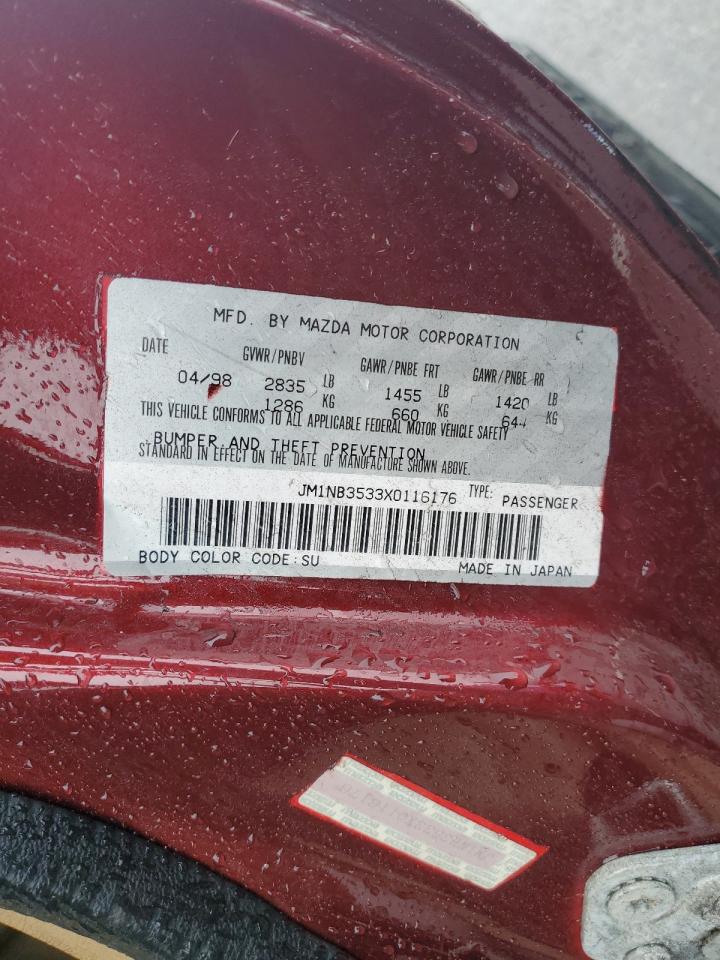 MFD. BY MAZDA MOTOR CORPORATION
DATE GVWR/PNBV GAWR/PNBE FRT GAWR/PNBE RR
04/98 2835 LB 1455 LB 1420 LB
1286 KG 660 KG 644 KG
THIS VEHICLE CONFORMS TO ALL APPLICABLE FEDERAL MOTOR VEHICLE SAFETY
BUMPER AND THEFT PREVENTION
STANDARD IN EFFECT ON THE DATE OF MANUFACTURE SHOWN ABOVE.
JM1NB3533X0116176 TYPE: PASSENGER
BODY COLOR CODE:SU MADE IN JAPAN